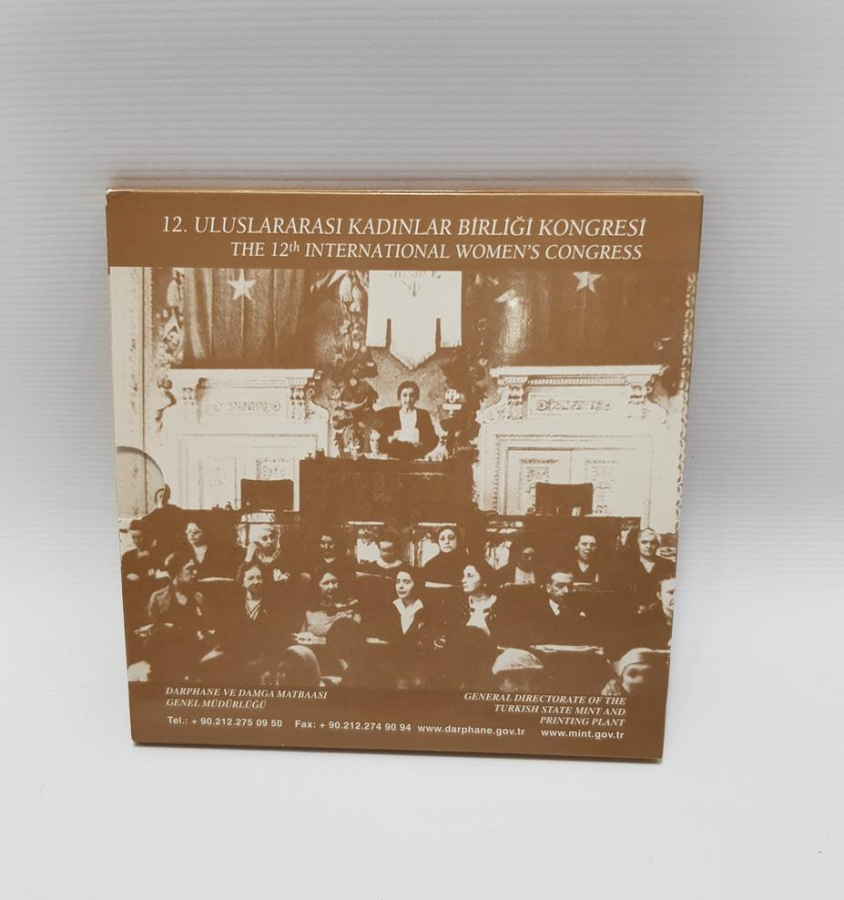 12. ULUSLARARASI KADINLAR BİRLİĞİ KONGRESİ
THE 12th INTERNATIONAL WOMEN'S CONGRESS
DARPHANE VE DAMGA MATBAASI
GENEL MÜDÜRLÜĞÜ
GENERAL DIRECTORATE OF THE
TURKISH STATE MINT AND
PRINTING PLANT
Tel.: + 90.212.275 09 50 Fax: + 90.212.274 90 94 www.darphane.gov.tr www.mint.gov.tr